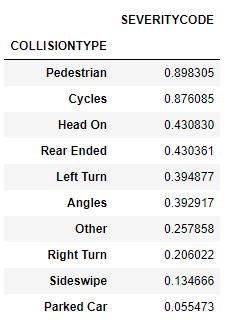 SEVERITYCODE
COLLISIONTYPE
Pedestrian 0.898305
Cycles 0.876085
Head On 0.430830
Rear Ended 0.430361
Left Turn 0.394877
Angles 0.392917
Other 0.257858
Right Turn 0.206022
Sideswipe 0.134666
Parked Car 0.055473